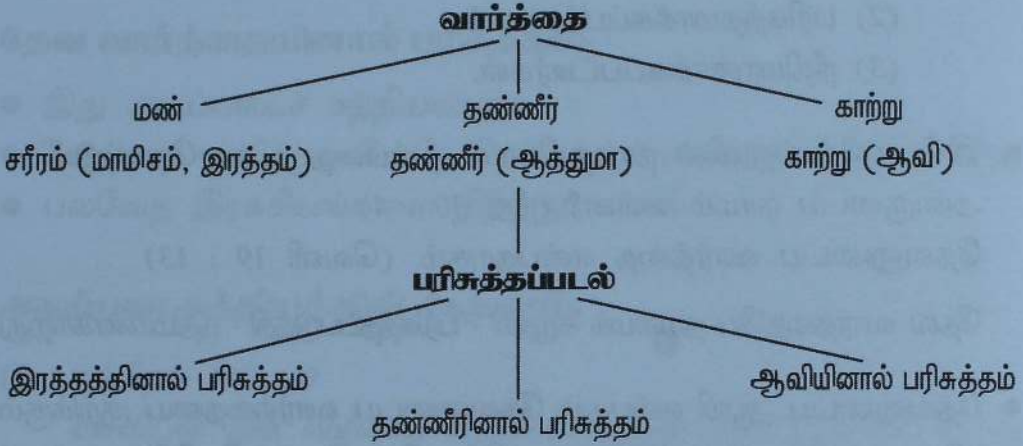 வார்த்தை
மண் தண்ணீர் காற்று
சரீரம் (மாமிசம், இரத்தம்) தண்ணீர் (ஆத்துமா) காற்று (ஆவி)
பரிசுத்தப்படல்
இரத்தத்தினால் பரிசுத்தம் ஆவியினால் பரிசுத்தம்
தண்ணீரினால் பரிசுத்தம்